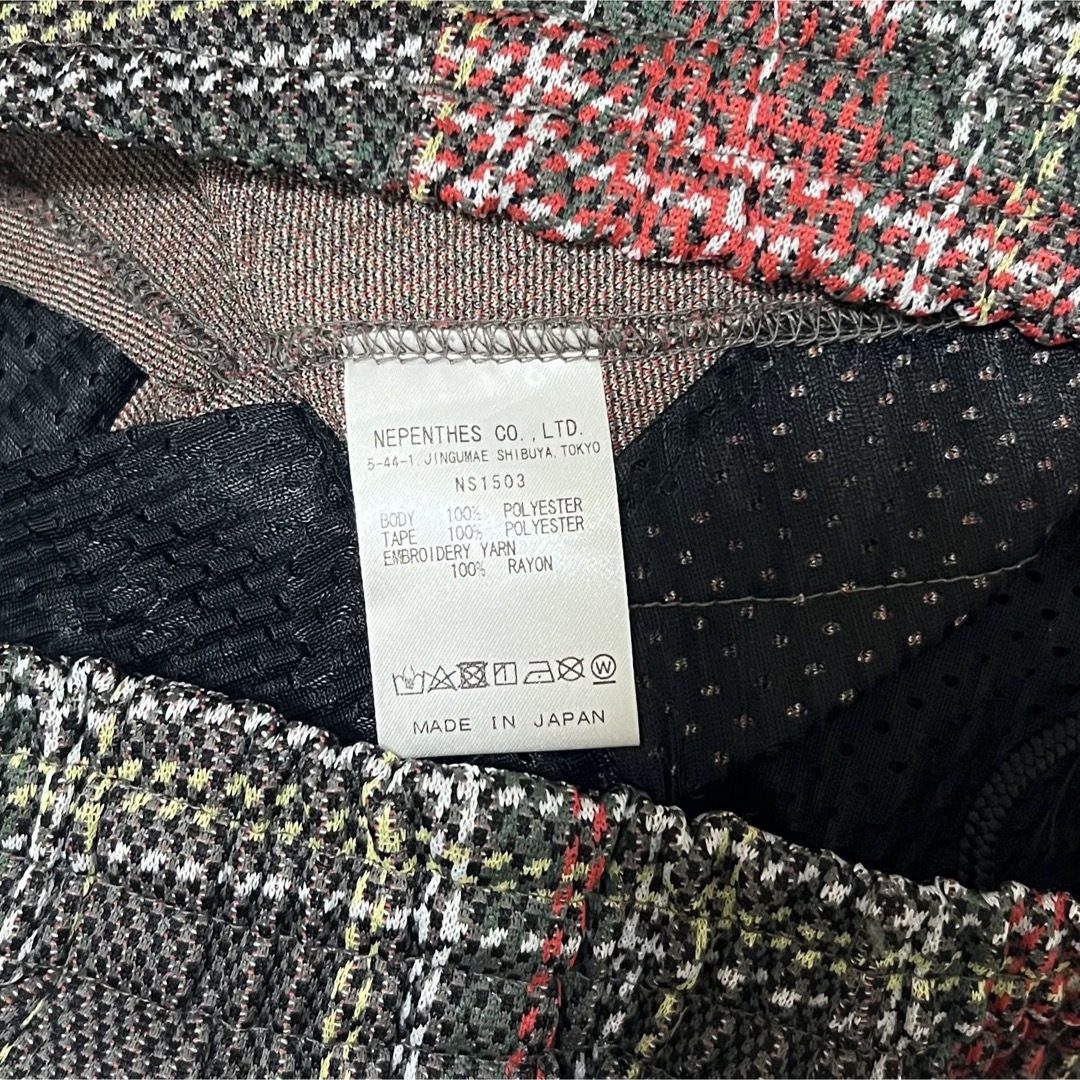 NEPENTHES CO.,LTD.
5-44-1,JINGUMAE SHIBUYA,TOKYO
NS1503
BODY 100% POLYESTER
TAPE 100% POLYESTER
EMBROIDERY YARN
100% RAYON
W
MADE IN JAPAN